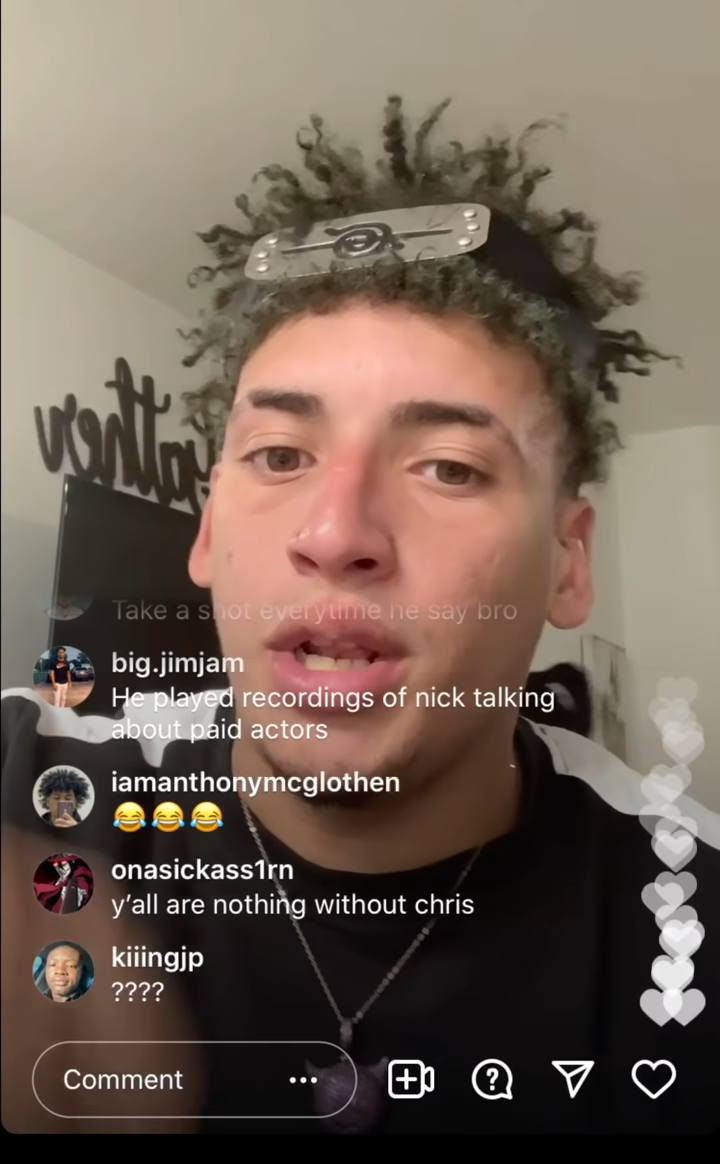 Take a shot everytime he say bro
big.jimjam
He played recordings of nick talking
about paid actors
iamanthonymcglothen
😂😂😂
onasickass1rn
y’all are nothing without chris
kiiingjp
????
Comment